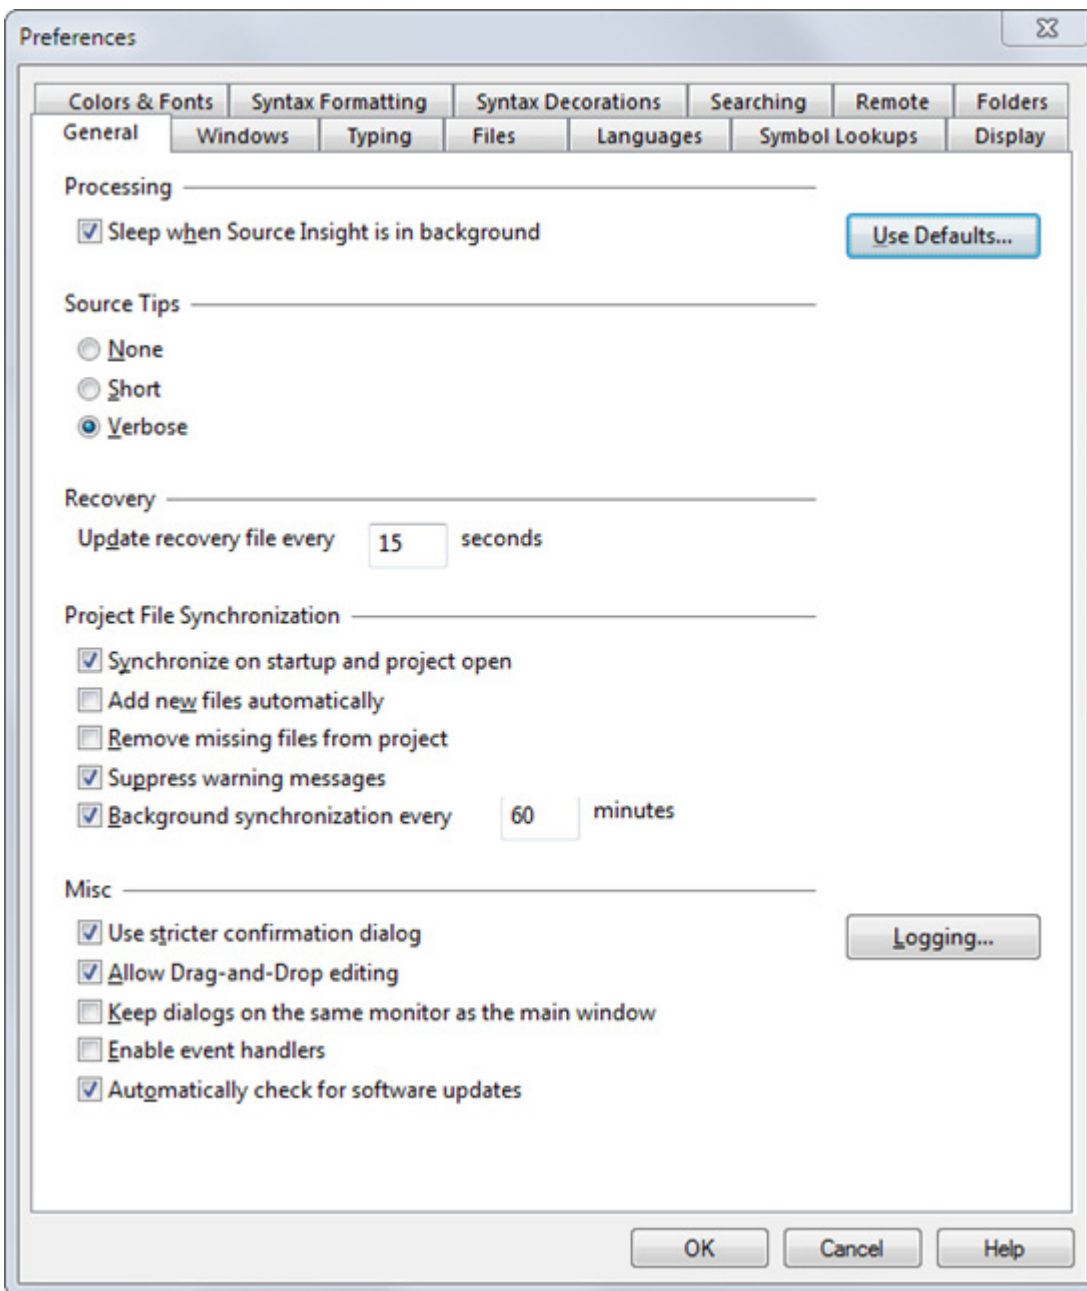 Preferences
Colors & Fonts Syntax Formatting Syntax Decorations Searching Remote Folders
General Windows Typing Files Languages Symbol Lookups Display
Processing
Sleep when Source Insight is in background
Use Defaults...
Source Tips
None
Short
Verbose
Recovery
Update recovery file every 15 seconds
Project File Synchronization
Synchronize on startup and project open
Add new files automatically
Remove missing files from project
Suppress warning messages
Background synchronization every 60 minutes
Misc
Use stricter confirmation dialog
Logging...
Allow Drag-and-Drop editing
Keep dialogs on the same monitor as the main window
Enable event handlers
Automatically check for software updates
OK Cancel Help